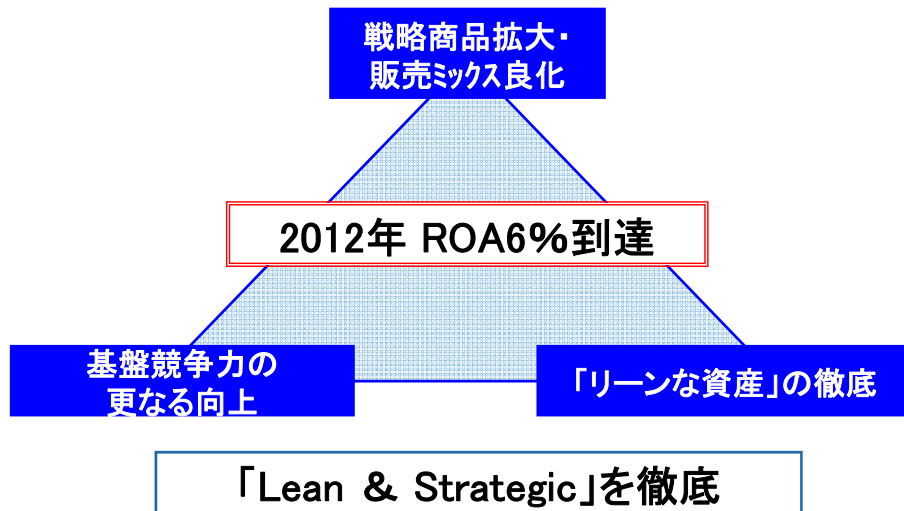 戦略商品拡大・
販売ミックス良化
2012年 ROA6%到達
基盤競争力の
更なる向上
「リーンな資産」の徹底
「Lean & Strategic」を徹底